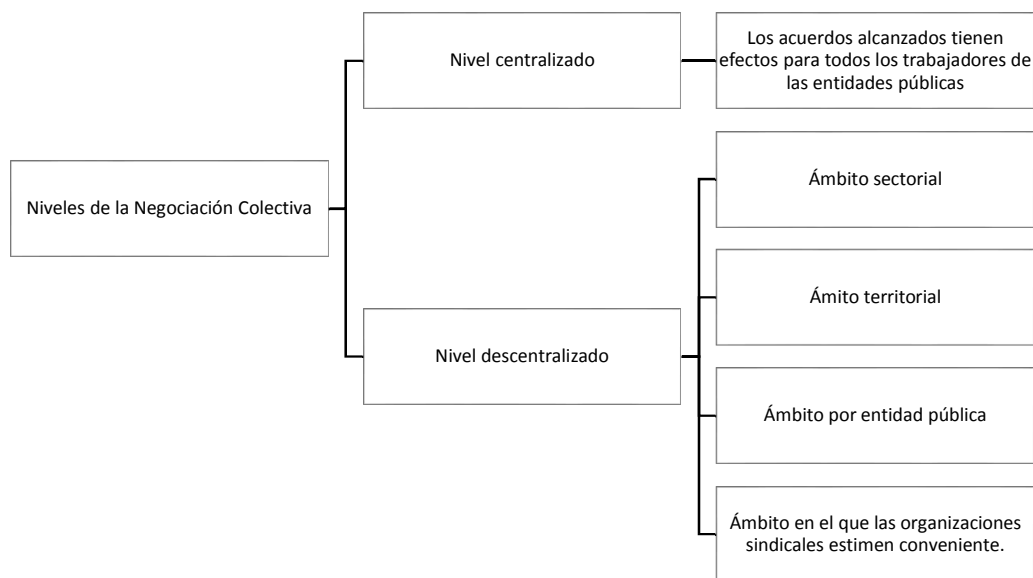 Niveles de la Negociación Colectiva
Nivel centralizado
Los acuerdos alcanzados tienen
efectos para todos los trabajadores de
las entidades públicas
Nivel descentralizado
Ámbito sectorial
Ámito territorial
Ámbito por entidad pública
Ámbito en el que las organizaciones
sindicales estimen conveniente.